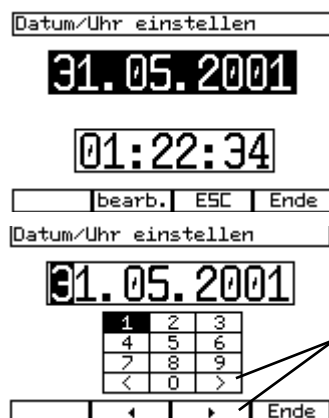 Datum/Uhr einstellen
31.05.2001
01:22:34
bearb. ESC Ende
Datum/Uhr einstellen
31.05.2001
1 2 3
4 5 6
7 8 9
< 0 >
◂ ▸ Ende